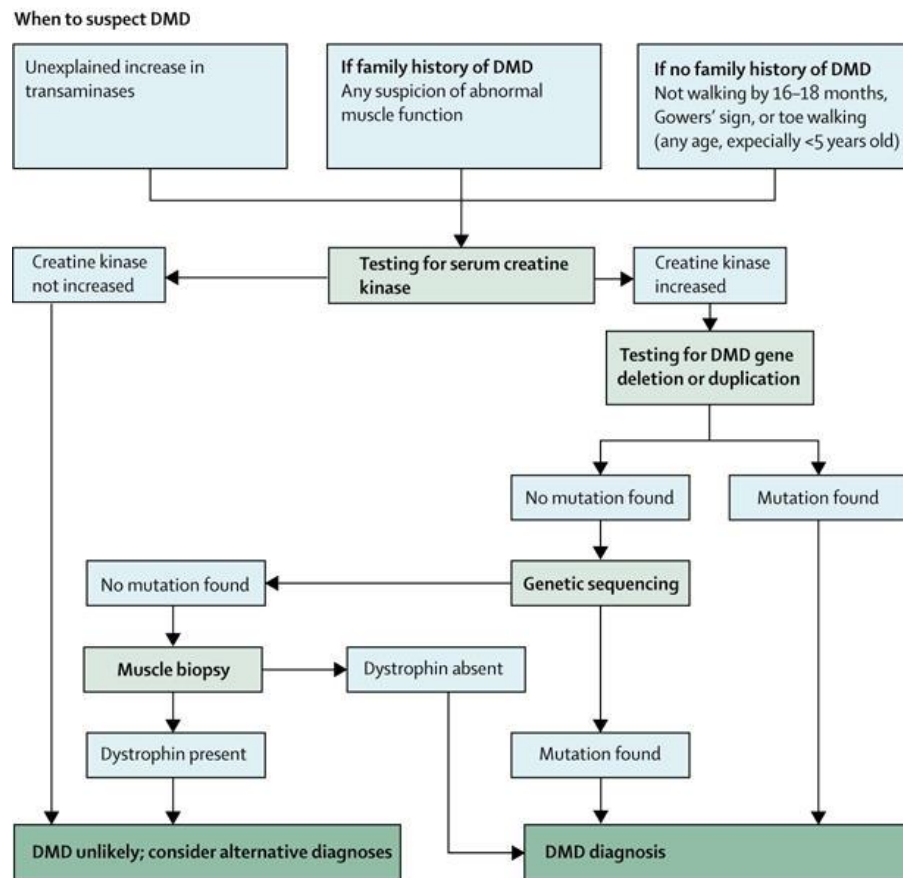 When to suspect DMD
Unexplained increase in
transaminases
If family history of DMD
Any suspicion of abnormal
muscle function
If no family history of DMD
Not walking by 16–18 months,
Gowers’ sign, or toe walking
(any age, expecially <5 years old)
Creatine kinase
not increased
Testing for serum creatine
kinase
Creatine kinase
increased
Testing for DMD gene
deletion or duplication
No mutation found
Mutation found
No mutation found
Genetic sequencing
Muscle biopsy
Dystrophin absent
Dystrophin present
Mutation found
DMD unlikely; consider alternative diagnoses
DMD diagnosis